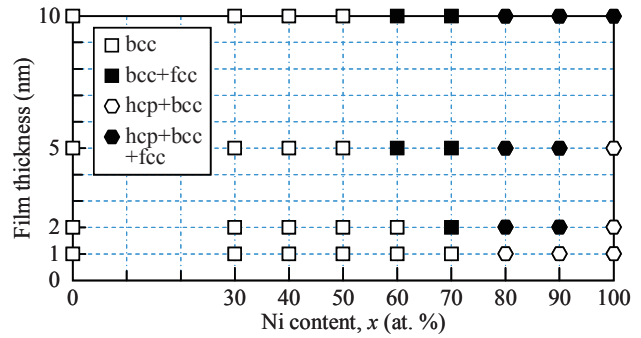 10
5
2
1
0
Film thickness (nm)
bcc
bcc+fcc
hcp+bcc
hcp+bcc
+fcc
0 30 40 50 60 70 80 90 100
Ni content, x (at. %)